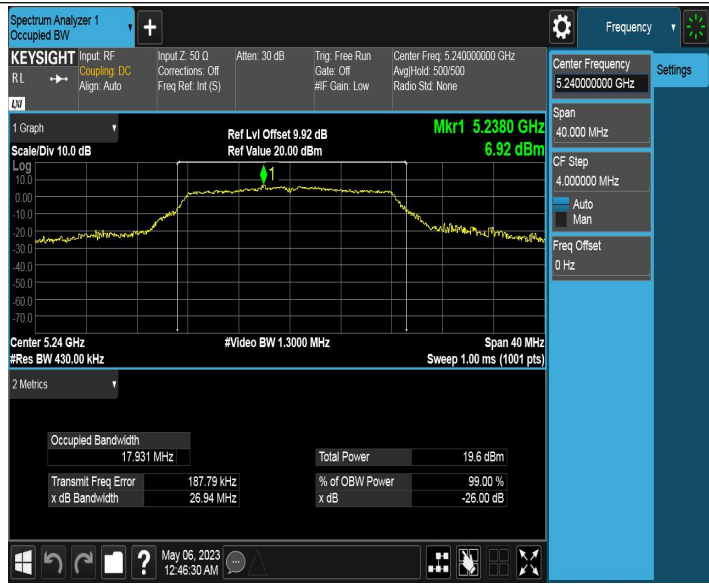 Spectrum Analyzer 1
Occupied BW
+
Frequency
KEYSIGHT
RL
LXI
Input: RF
Coupling: DC
Align: Auto
Input Z: 50 Ω
Corrections: Off
Freq Ref: Int (S)
Atten: 30 dB
Trig: Free Run
Gate: Off
#IF Gain: Low
Center Freq: 5.240000000 GHz
Avg|Hold: 500/500
Radio Std: None
Center Frequency
5.240000000 GHz
Settings
Span
40.000 MHz
CF Step
4.000000 MHz
Auto
Man
Freq Offset
0 Hz
1 Graph
Scale/Div 10.0 dB
Ref Lvl Offset 9.92 dB
Ref Value 20.00 dBm
Mkr1 5.2380 GHz
6.92 dBm
Log
10.0
0.00
-10.0
-20.0
-30.0
-40.0
-50.0
-60.0
-70.0
1
Center 5.24 GHz
#Res BW 430.00 kHz
#Video BW 1.3000 MHz
Span 40 MHz
Sweep 1.00 ms (1001 pts)
2 Metrics
Occupied Bandwidth
17.931 MHz
Total Power 19.6 dBm
Transmit Freq Error 187.79 kHz
% of OBW Power 99.00 %
x dB Bandwidth 26.94 MHz
x dB -26.00 dB
?
May 06, 2023
12:46:30 AM